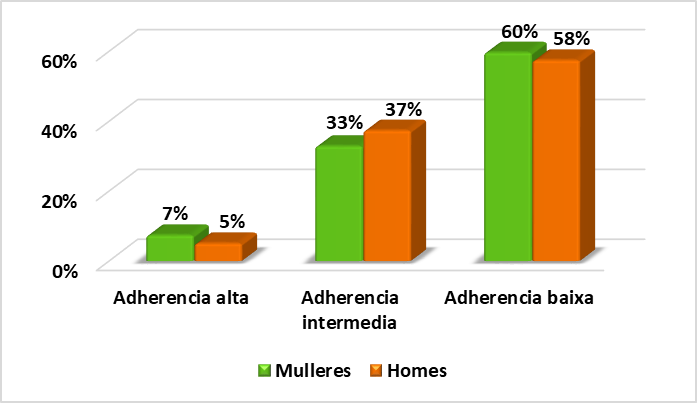 60%
40%
20%
0%
7%
5%
33%
37%
60%
58%
Adherencia alta
Adherencia
intermedia
Adherencia baixa
Mulleres
Homes